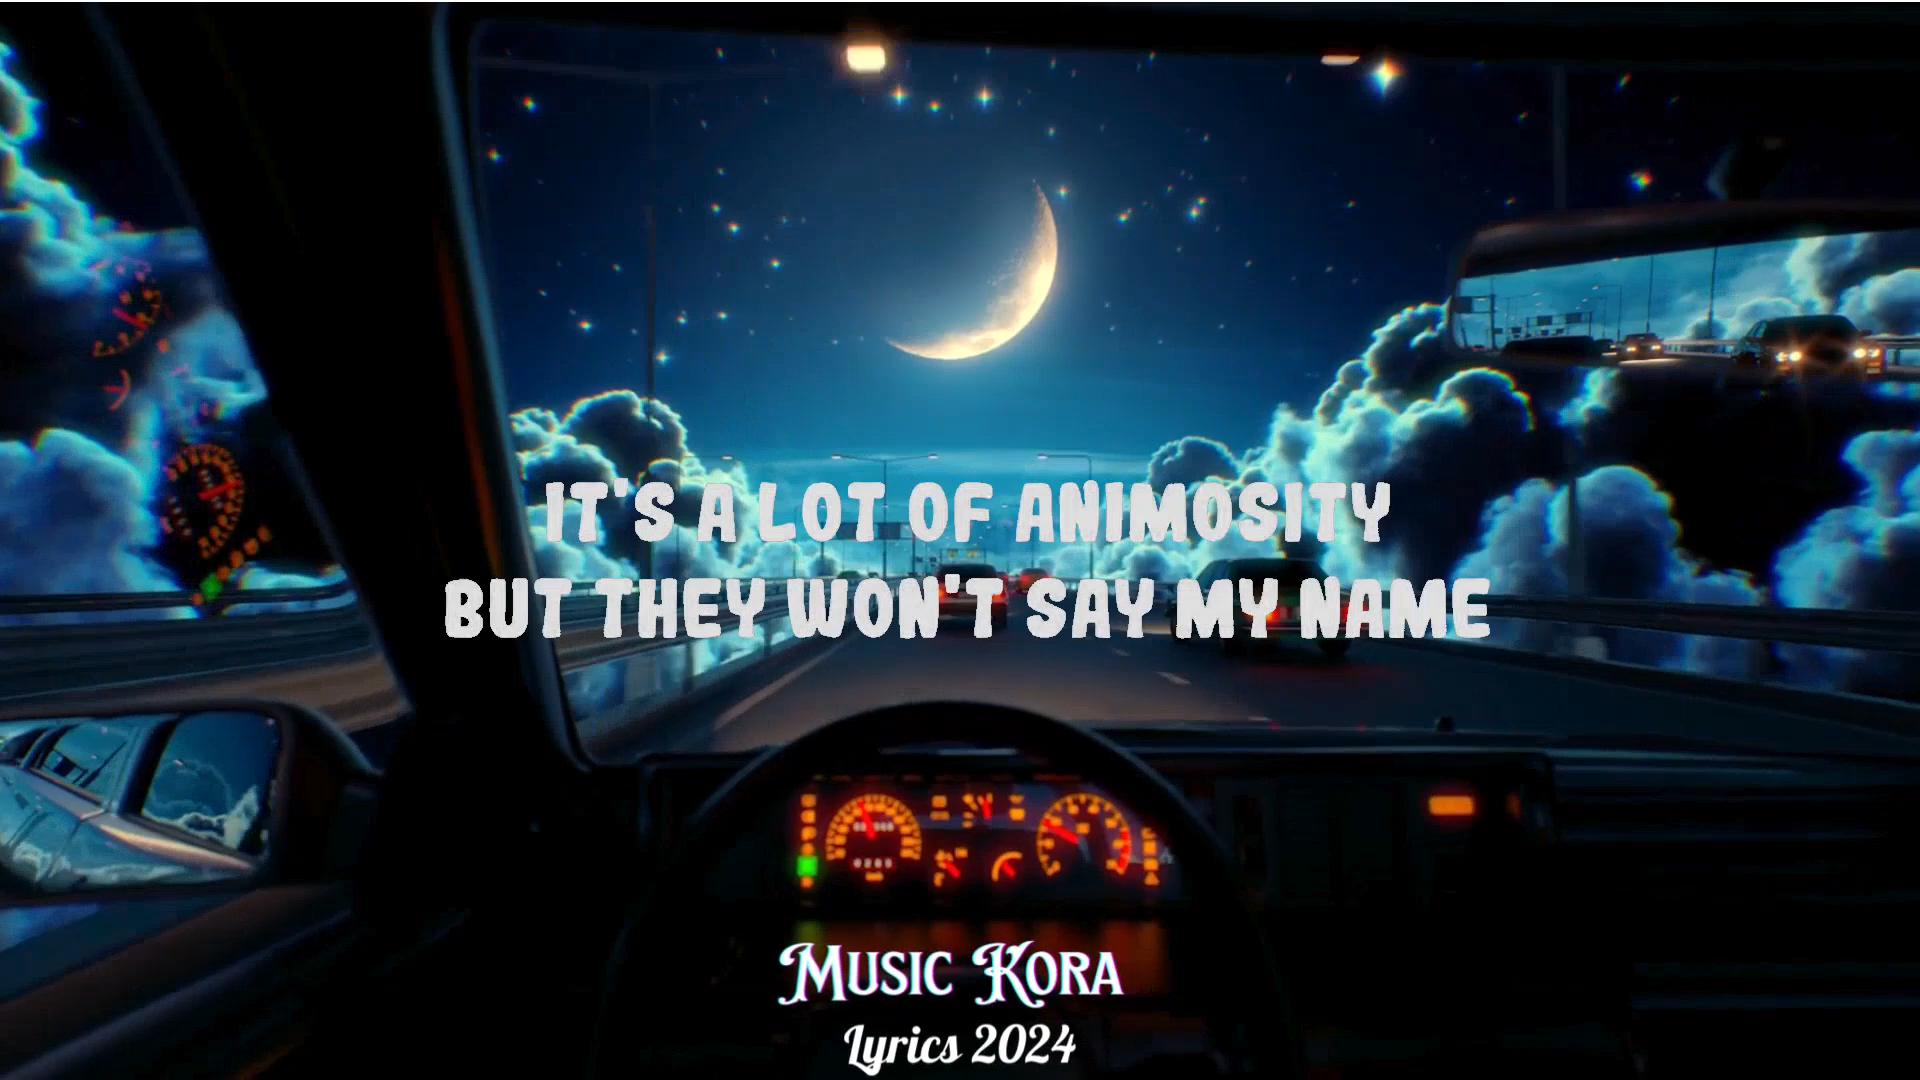 IT'S A LOT OF ANIMOSITY
BUT THEY WON'T SAY MY NAME
MUSIC KORA
Lyrics 2024